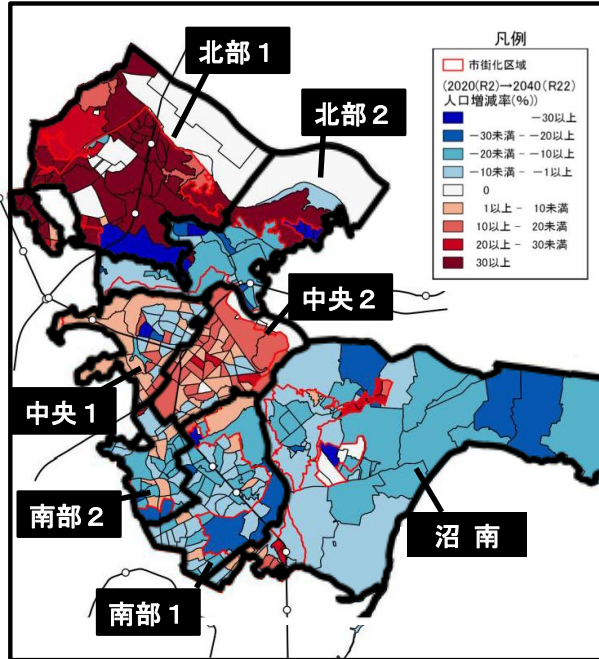 凡例
市街化区域
(2020(R2)→2040(R22)
人口増減率(%))
−30以上
−30未満 - −20以上
−20未満 - −10以上
−10未満 - −1以上
0
1以上 - 10未満
10以上 - 20未満
20以上 - 30未満
30以上
北部1
北部2
中央2
中央1
南部2
沼 南
南部1